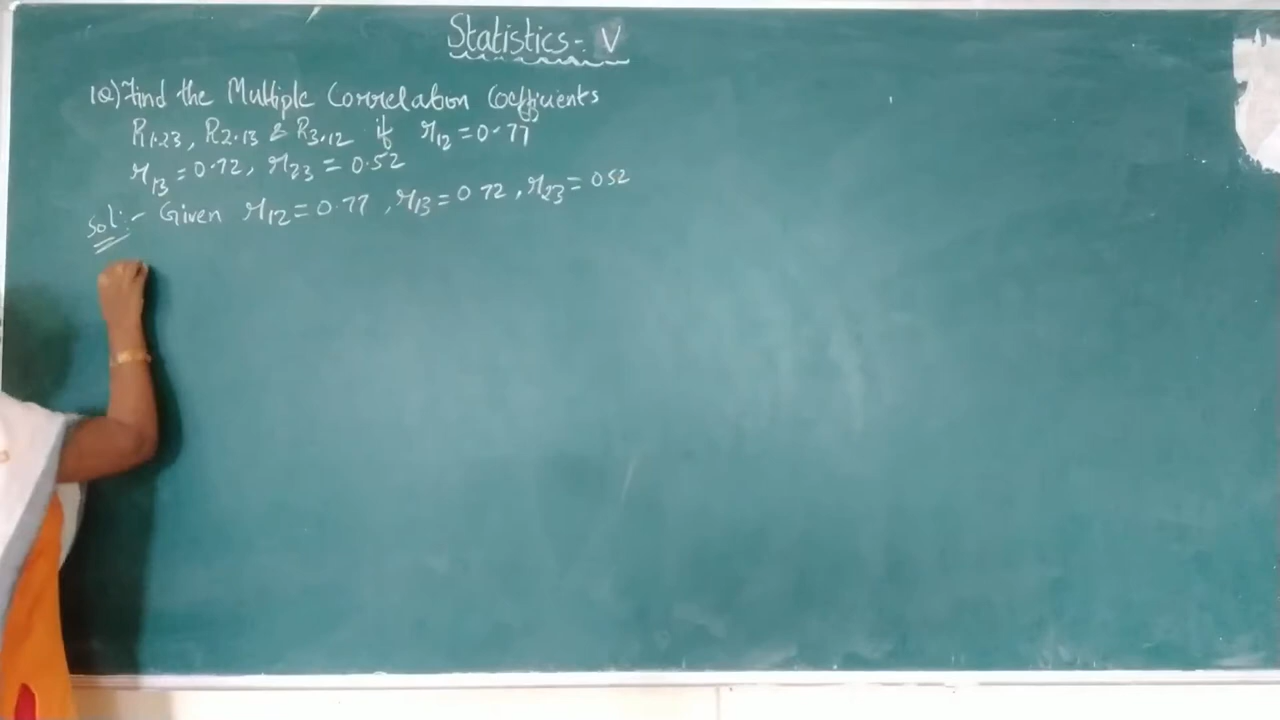 Statistics- V
1Q) Find the Multiple Correlation Coefficients
R1.23, R2.13 & R3.12 if r12 = 0.77
r13 = 0.72, r23 = 0.52
Sol:- Given r12 = 0.77, r13 = 0.72, r23 = 0.52